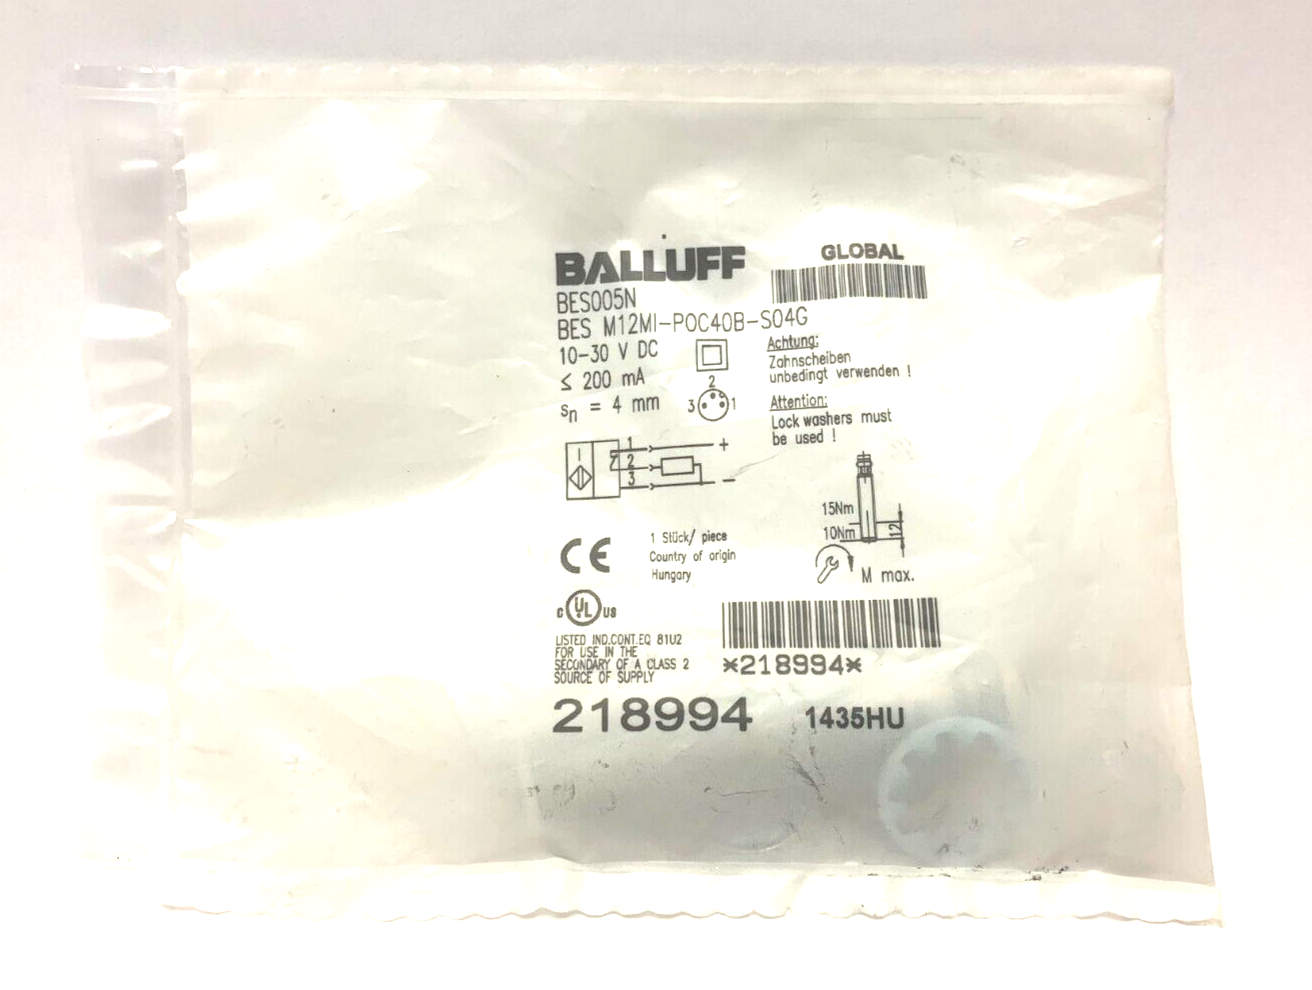 BALLUFF
GLOBAL
BES005N
BES M12MI-POC40B-S04G
10-30 V DC
≤ 200 mA
sn = 4 mm
2
3 1
Achtung:
Zahnscheiben
unbedingt verwenden !
Attention:
Lock washers must
be used !
1 +
2
3 -
15Nm
10Nm
12
M max.
CE
1 Stück/ piece
Country of origin
Hungary
C UL US
LISTED IND.CONT.EQ 81U2
FOR USE IN THE
SECONDARY OF A CLASS 2
SOURCE OF SUPPLY
*218994*
218994 1435HU